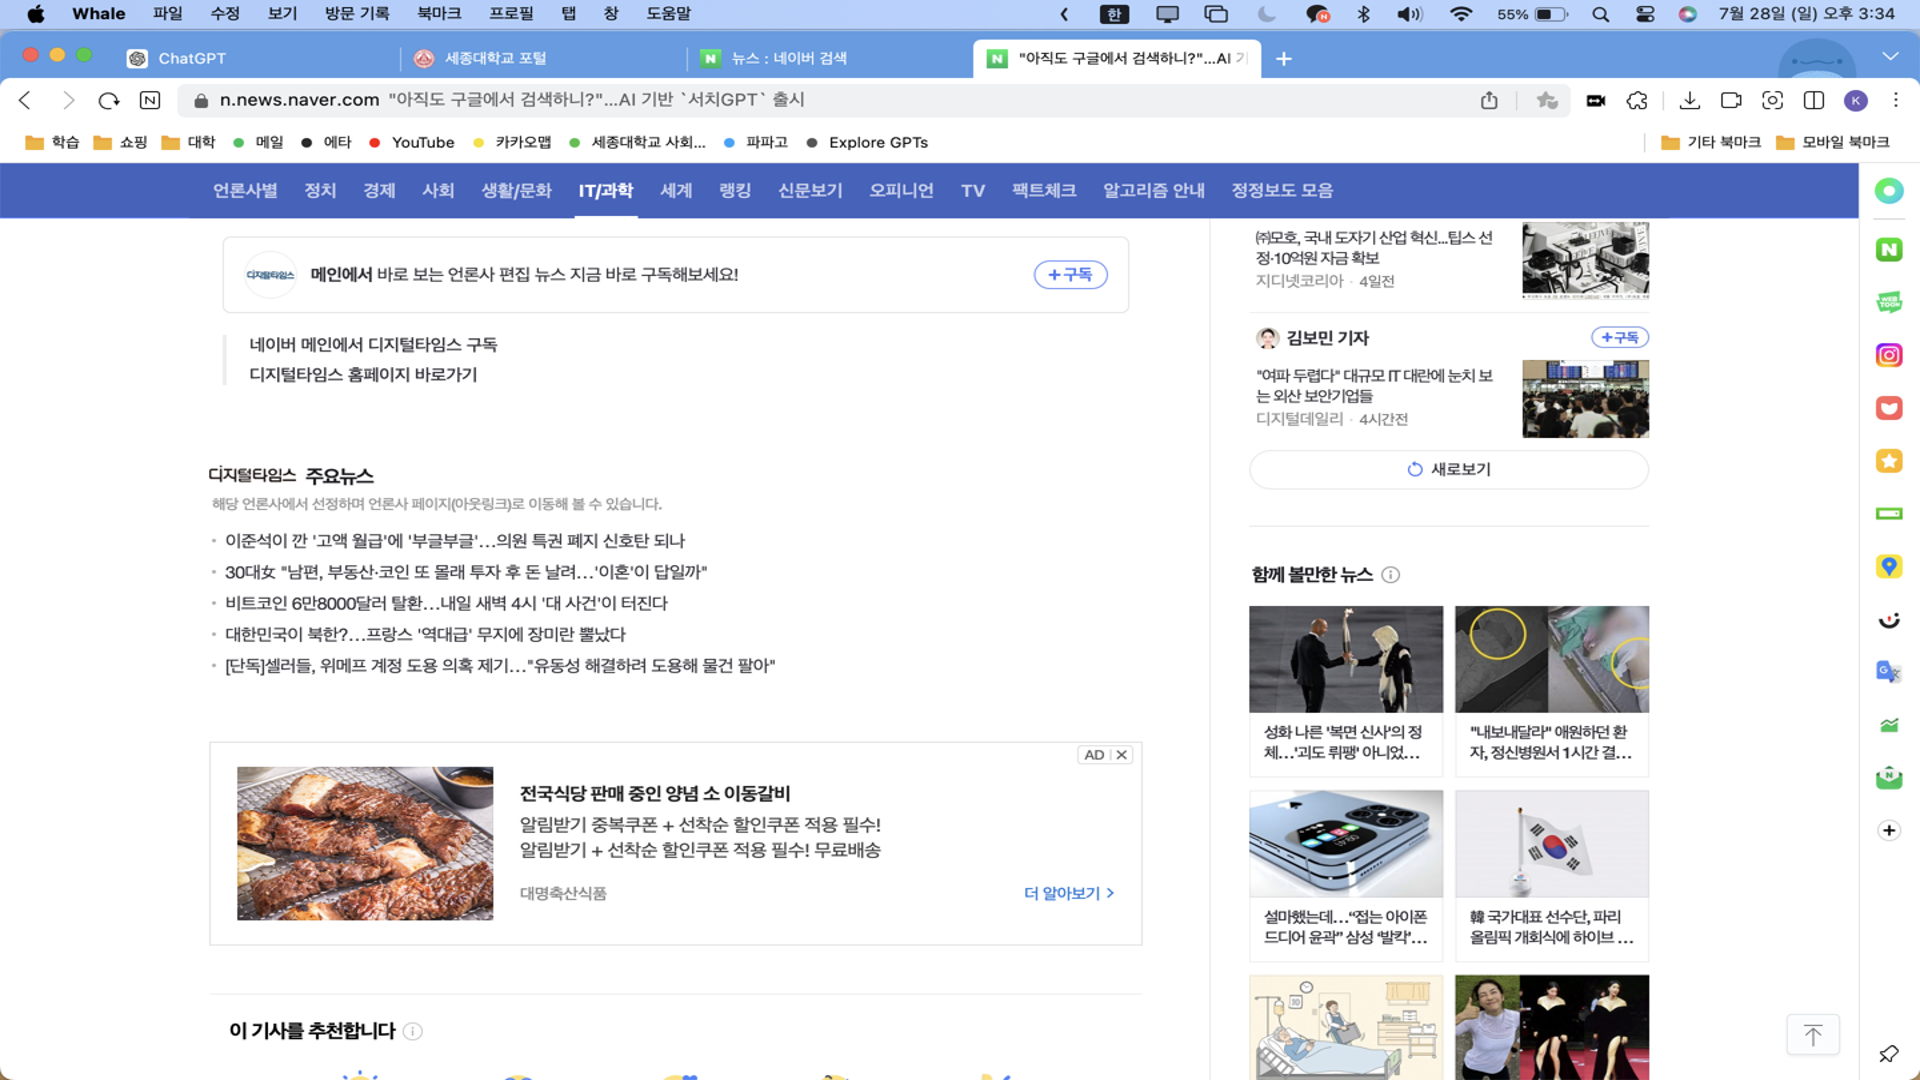 Whale 파일 수정 보기 방문 기록 북마크 프로필 탭 창 도움말 한 N 55% 7월 28일 (일) 오후 3:34
ChatGPT 세종대학교 포털 N 뉴스 : 네이버 검색 N "아직도 구글에서 검색하니?"...AI 기
N n.news.naver.com "아직도 구글에서 검색하니?"...AI 기반 `서치GPT` 출시 K
학습 쇼핑 대학 메일 에타 YouTube 카카오맵 세종대학교 사회... 파파고 Explore GPTs 기타 북마크 모바일 북마크
언론사별 정치 경제 사회 생활/문화 IT/과학 세계 랭킹 신문보기 오피니언 TV 팩트체크 알고리즘 안내 정정보도 모음
디지털타임스 메인에서 바로 보는 언론사 편집 뉴스 지금 바로 구독해보세요! +구독
네이버 메인에서 디지털타임스 구독
디지털타임스 홈페이지 바로가기
디지털타임스 주요뉴스
해당 언론사에서 선정하며 언론사 페이지(아웃링크)로 이동해 볼 수 있습니다.
이준석이 깐 '고액 월급'에 '부글부글'…의원 특권 폐지 신호탄 되나
30대女 "남편, 부동산·코인 또 몰래 투자 후 돈 날려…'이혼'이 답일까"
비트코인 6만8000달러 탈환…내일 새벽 4시 '대 사건'이 터진다
대한민국이 북한?…프랑스 '역대급' 무지에 장미란 뿔났다
[단독]셀러들, 위메프 계정 도용 의혹 제기…"유동성 해결하려 도용해 물건 팔아"
AD
전국식당 판매 중인 양념 소 이동갈비
알림받기 중복쿠폰 + 선착순 할인쿠폰 적용 필수!
알림받기 + 선착순 할인쿠폰 적용 필수! 무료배송
대명축산식품 더 알아보기 >
이 기사를 추천합니다
㈜모호, 국내 도자기 산업 혁신...팁스 선
정·10억원 자금 확보
지디넷코리아 · 4일전
김보민 기자 +구독
"여파 두렵다" 대규모 IT 대란에 눈치 보
는 외산 보안기업들
디지털데일리 · 4시간전
새로보기
함께 볼만한 뉴스
성화 나른 '복면 신사'의 정
체…'괴도 뤼팽' 아니었…
"내보내달라" 애원하던 환
자, 정신병원서 1시간 결…
설마했는데…“접는 아이폰
드디어 윤곽” 삼성 ‘발칵’…
韓 국가대표 선수단, 파리
올림픽 개회식에 하이브 …
N
WEB
TOON
G
N